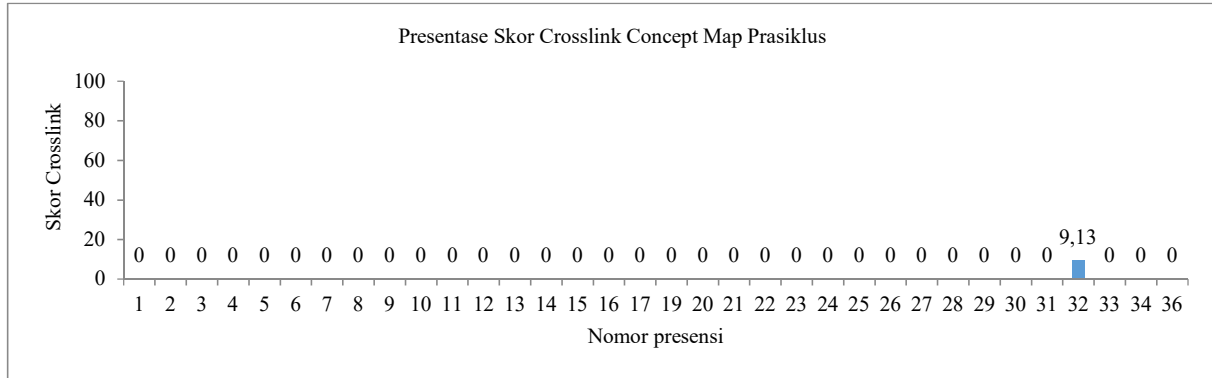 Presentase Skor Crosslink Concept Map Prasiklus
Skor Crosslink
100
80
60
40
20
0
0 0 0 0 0 0 0 0 0 0 0 0 0 0 0 0 0 0 0 0 0 0 0 0 0 0 0 0 0 0 9,13 0 0 0
1 2 3 4 5 6 7 8 9 10 11 12 13 14 15 16 17 19 20 21 22 23 24 25 26 27 28 29 30 31 32 33 34 36
Nomor presensi